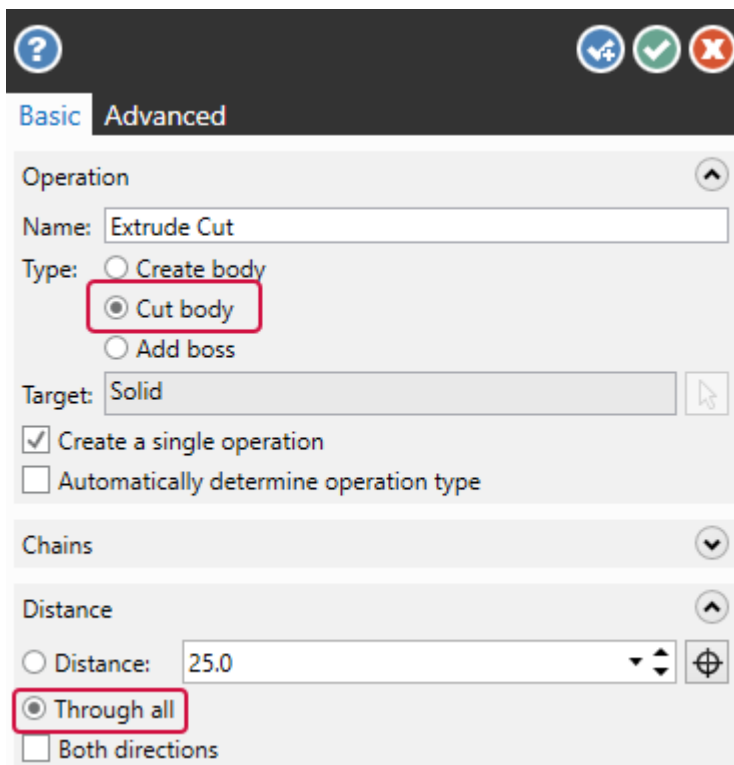 Basic Advanced
Operation
Name: Extrude Cut
Type: Create body
Cut body
Add boss
Target: Solid
Create a single operation
Automatically determine operation type
Chains
Distance
Distance: 25.0
Through all
Both directions